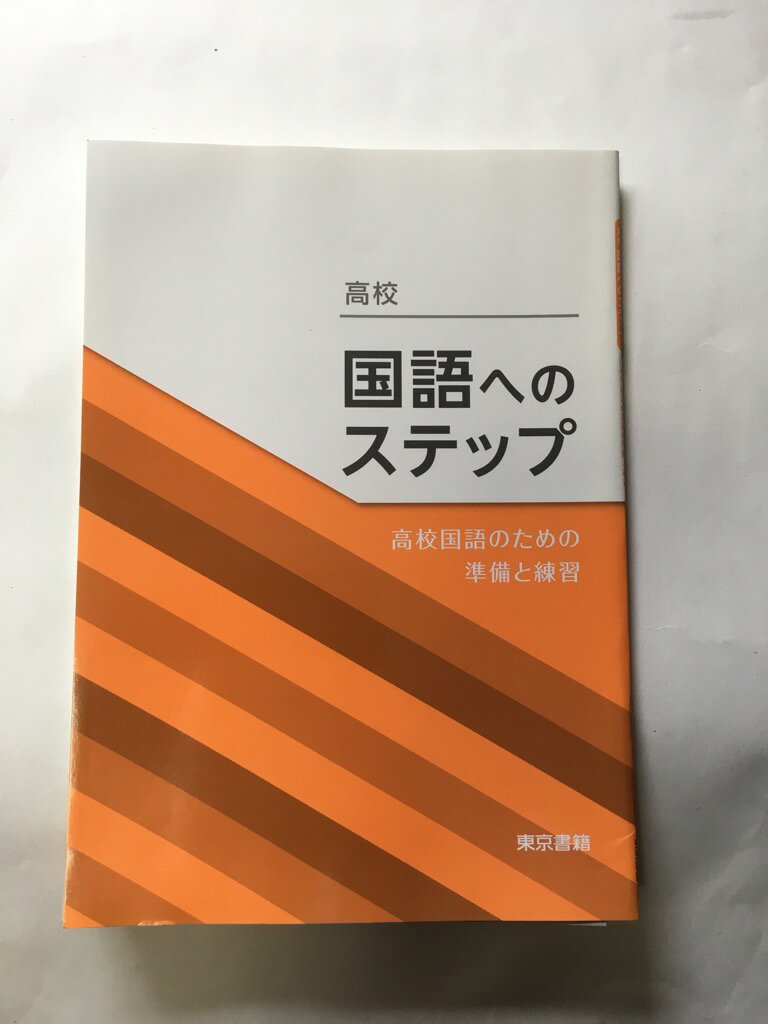 高校
国語への
ステップ
高校国語のための
準備と練習
東京書籍